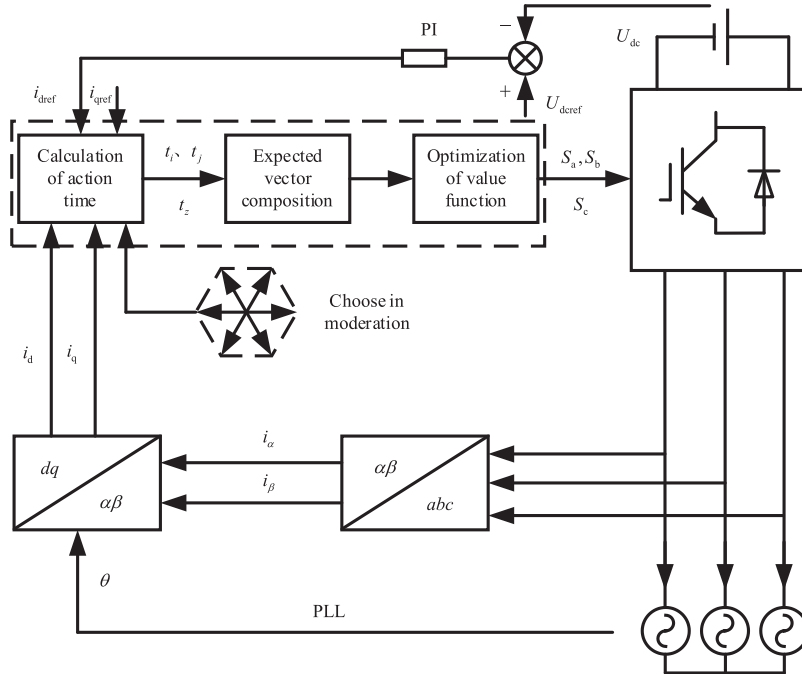 PI
−
U_dc
+
U_dcref
i_dref
i_qref
Calculation
of action
time
t_i、t_j
t_z
Expected
vector
composition
Optimization
of value
function
S_a,S_b
S_c
Choose in
moderation
i_d
i_q
dq
αβ
i_α
i_β
αβ
abc
θ
PLL